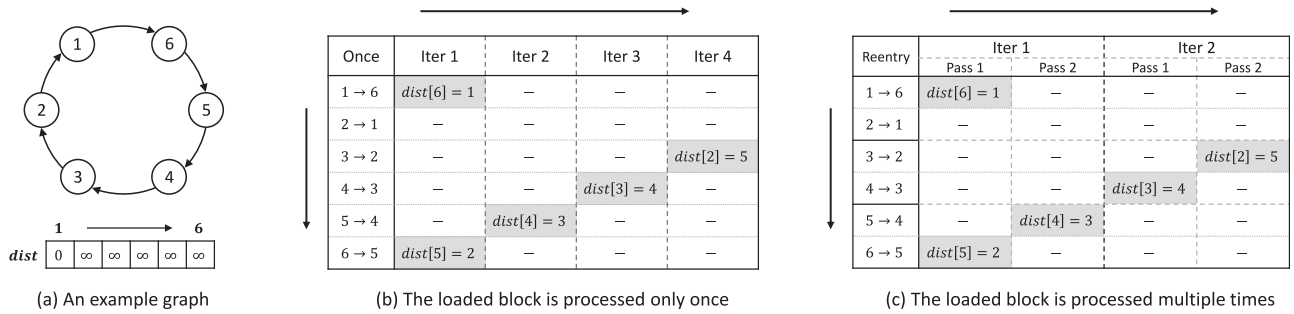 1
6
2
5
3
4
1 6
dist 0 ∞ ∞ ∞ ∞ ∞
(a) An example graph
Once Iter 1 Iter 2 Iter 3 Iter 4
1 → 6 dist[6] = 1 − − −
2 → 1 − − − −
3 → 2 − − − dist[2] = 5
4 → 3 − − dist[3] = 4 −
5 → 4 − dist[4] = 3 − −
6 → 5 dist[5] = 2 − − −
(b) The loaded block is processed only once
Reentry Iter 1 Iter 2
Pass 1 Pass 2 Pass 1 Pass 2
1 → 6 dist[6] = 1 − − −
2 → 1 − − − −
3 → 2 − − − dist[2] = 5
4 → 3 − − dist[3] = 4 −
5 → 4 − dist[4] = 3 − −
6 → 5 dist[5] = 2 − − −
(c) The loaded block is processed multiple times